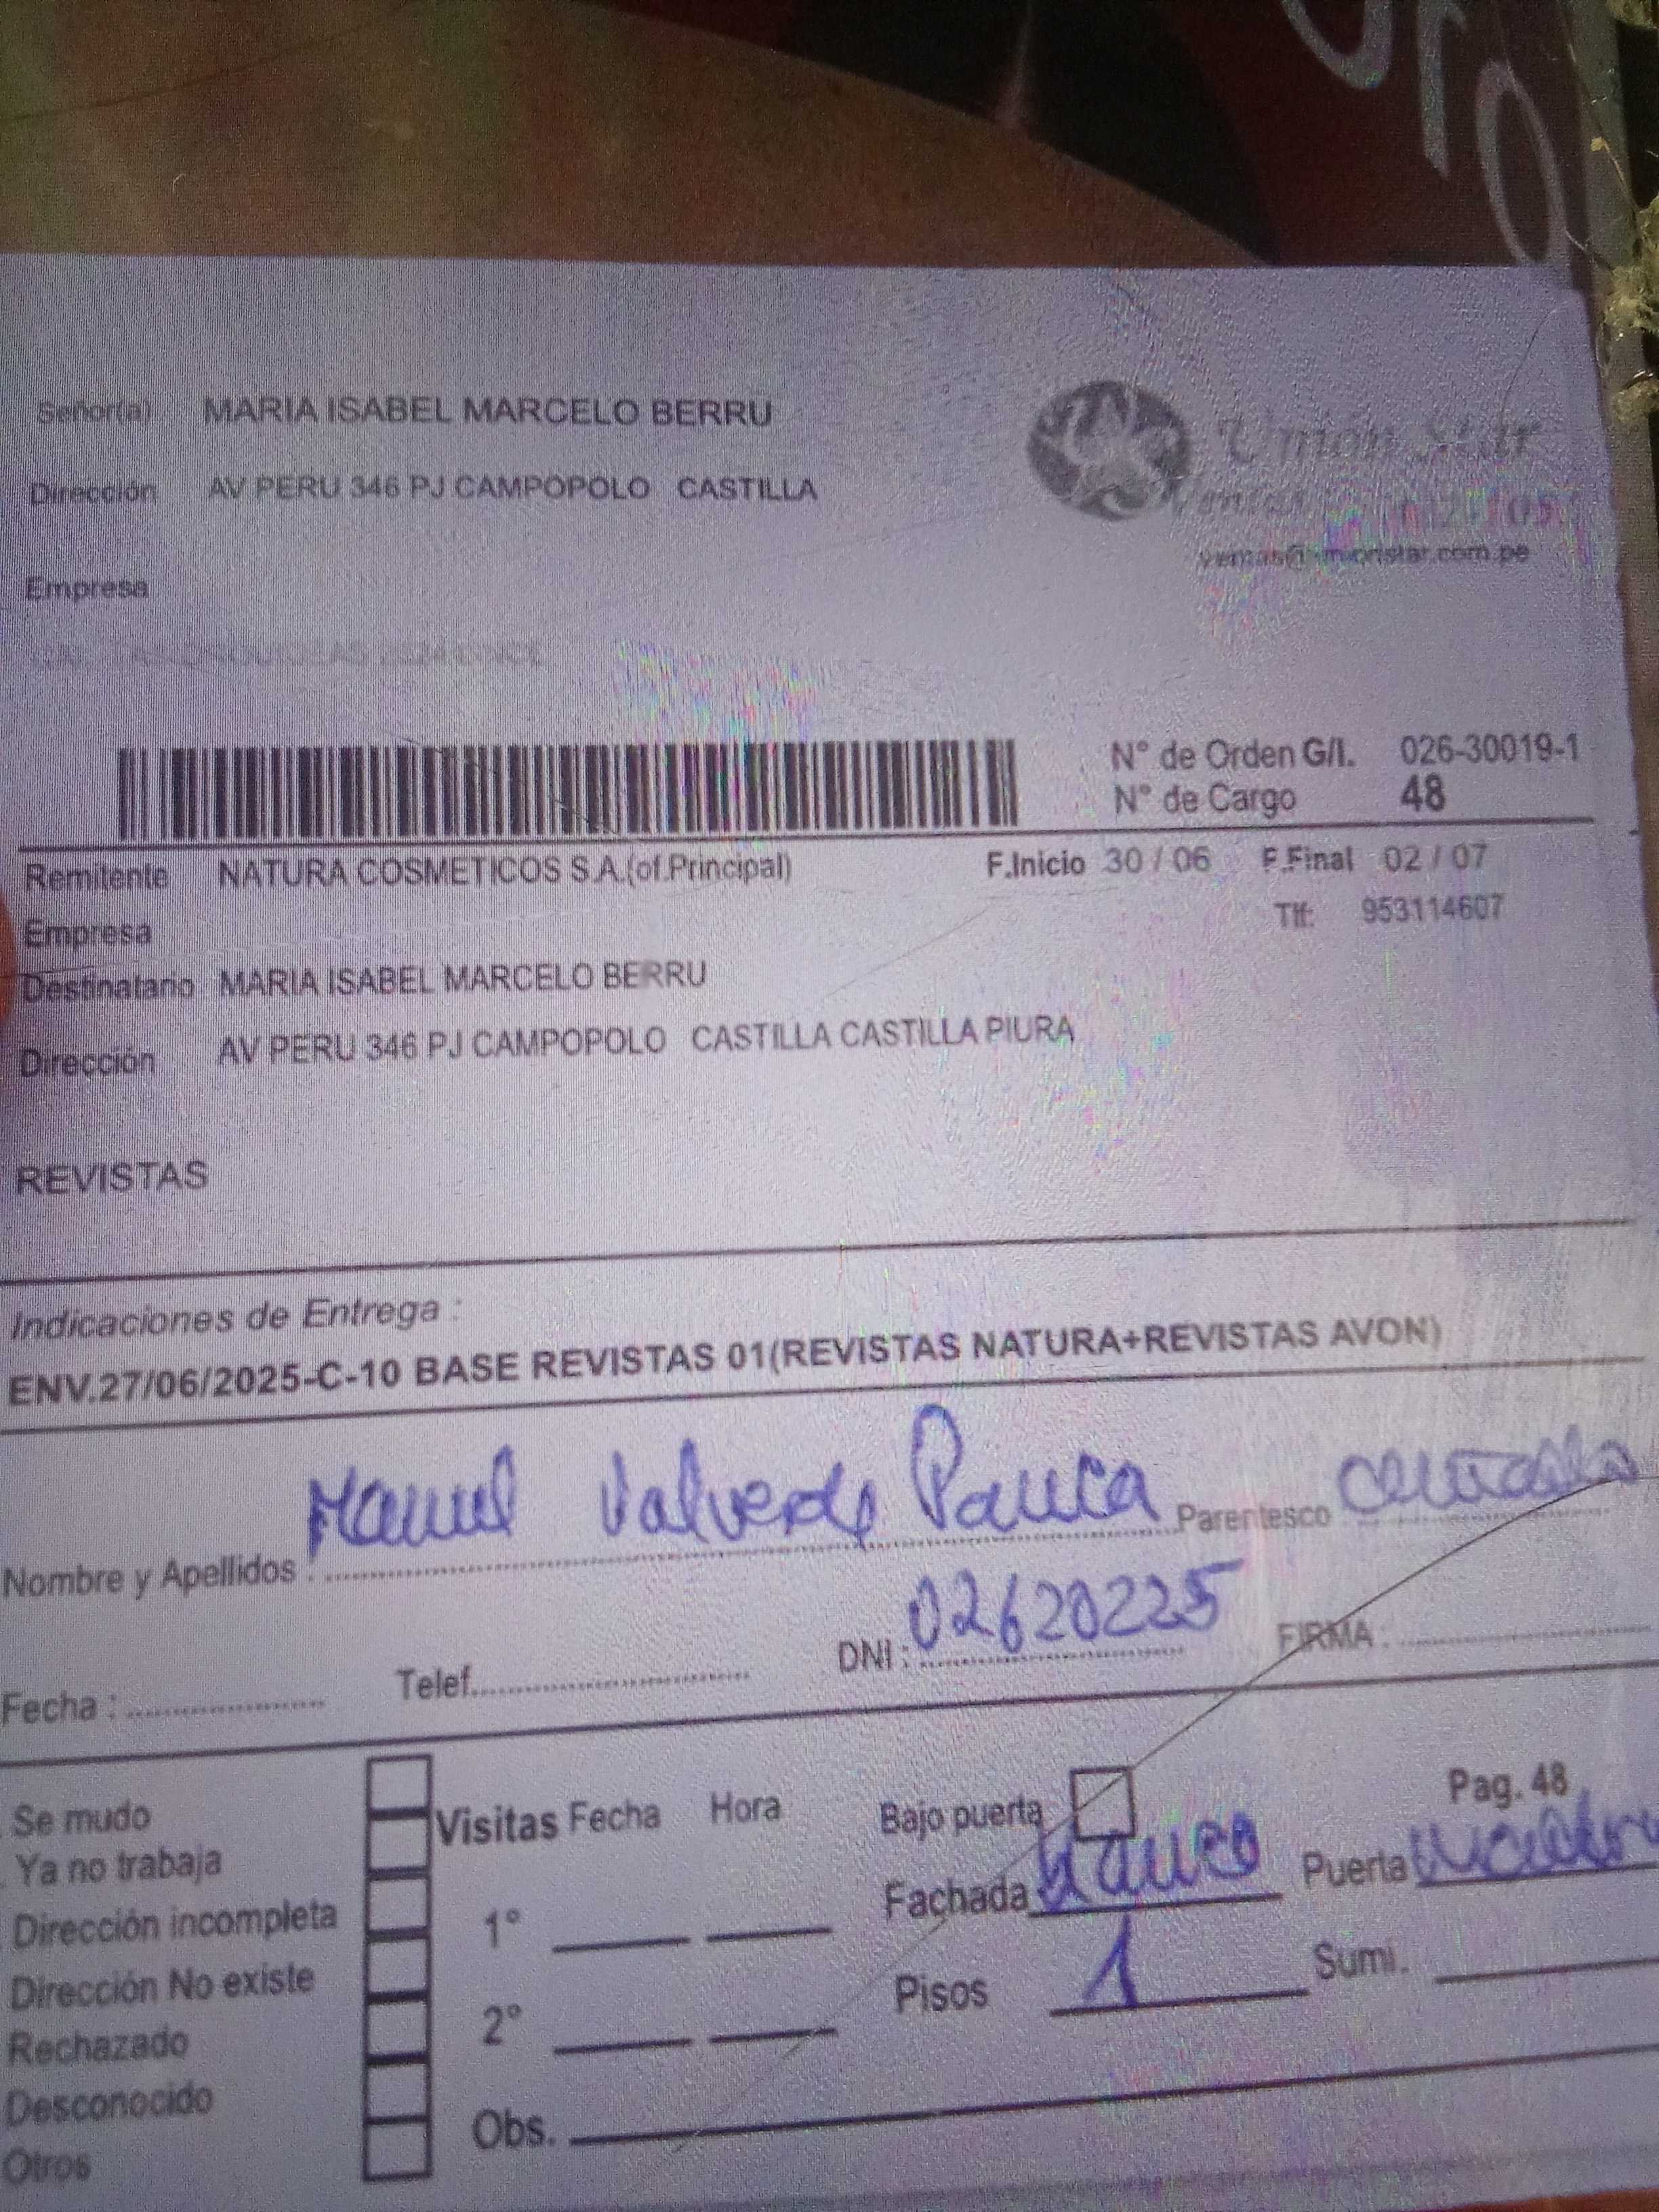 Señor(a) MARIA ISABEL MARCELO BERRU
Dirección AV PERU 346 PJ CAMPOPOLO CASTILLA
Star
Empresa
N° de Orden G/I. 026-30019-1
N° de Cargo 48
Remitente NATURA COSMETICOS S.A.(of.Principal) F.Inicio 30 / 06 F.Final 02 / 07
Empresa Tlf: 953114607
Destinatario MARIA ISABEL MARCELO BERRU
Dirección AV PERU 346 PJ CAMPOPOLO CASTILLA CASTILLA PIURA
REVISTAS
Indicaciones de Entrega :
ENV.27/06/2025-C-10 BASE REVISTAS 01(REVISTAS NATURA+REVISTAS AVON)
Nombre y Apellidos : Manuel Valverde Pauca Parentesco
Fecha : Telef. DNI : 02620225 FIRMA :
Se mudo
Ya no trabaja
Dirección incompleta
Dirección No existe
Rechazado
Desconocido
Otros
Visitas Fecha Hora
1°
2°
Obs.
Bajo puerta
Pag. 48
Fachada Puerta
Pisos 1 Sumi.